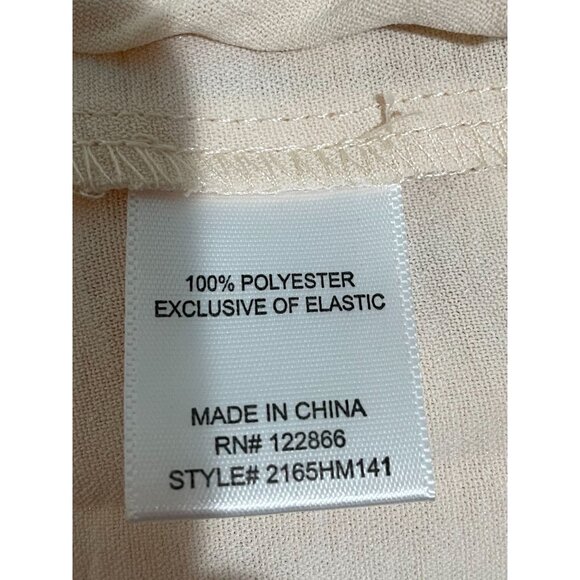 100% POLYESTER
EXCLUSIVE OF ELASTIC
MADE IN CHINA
RN# 122866
STYLE# 2165HM141